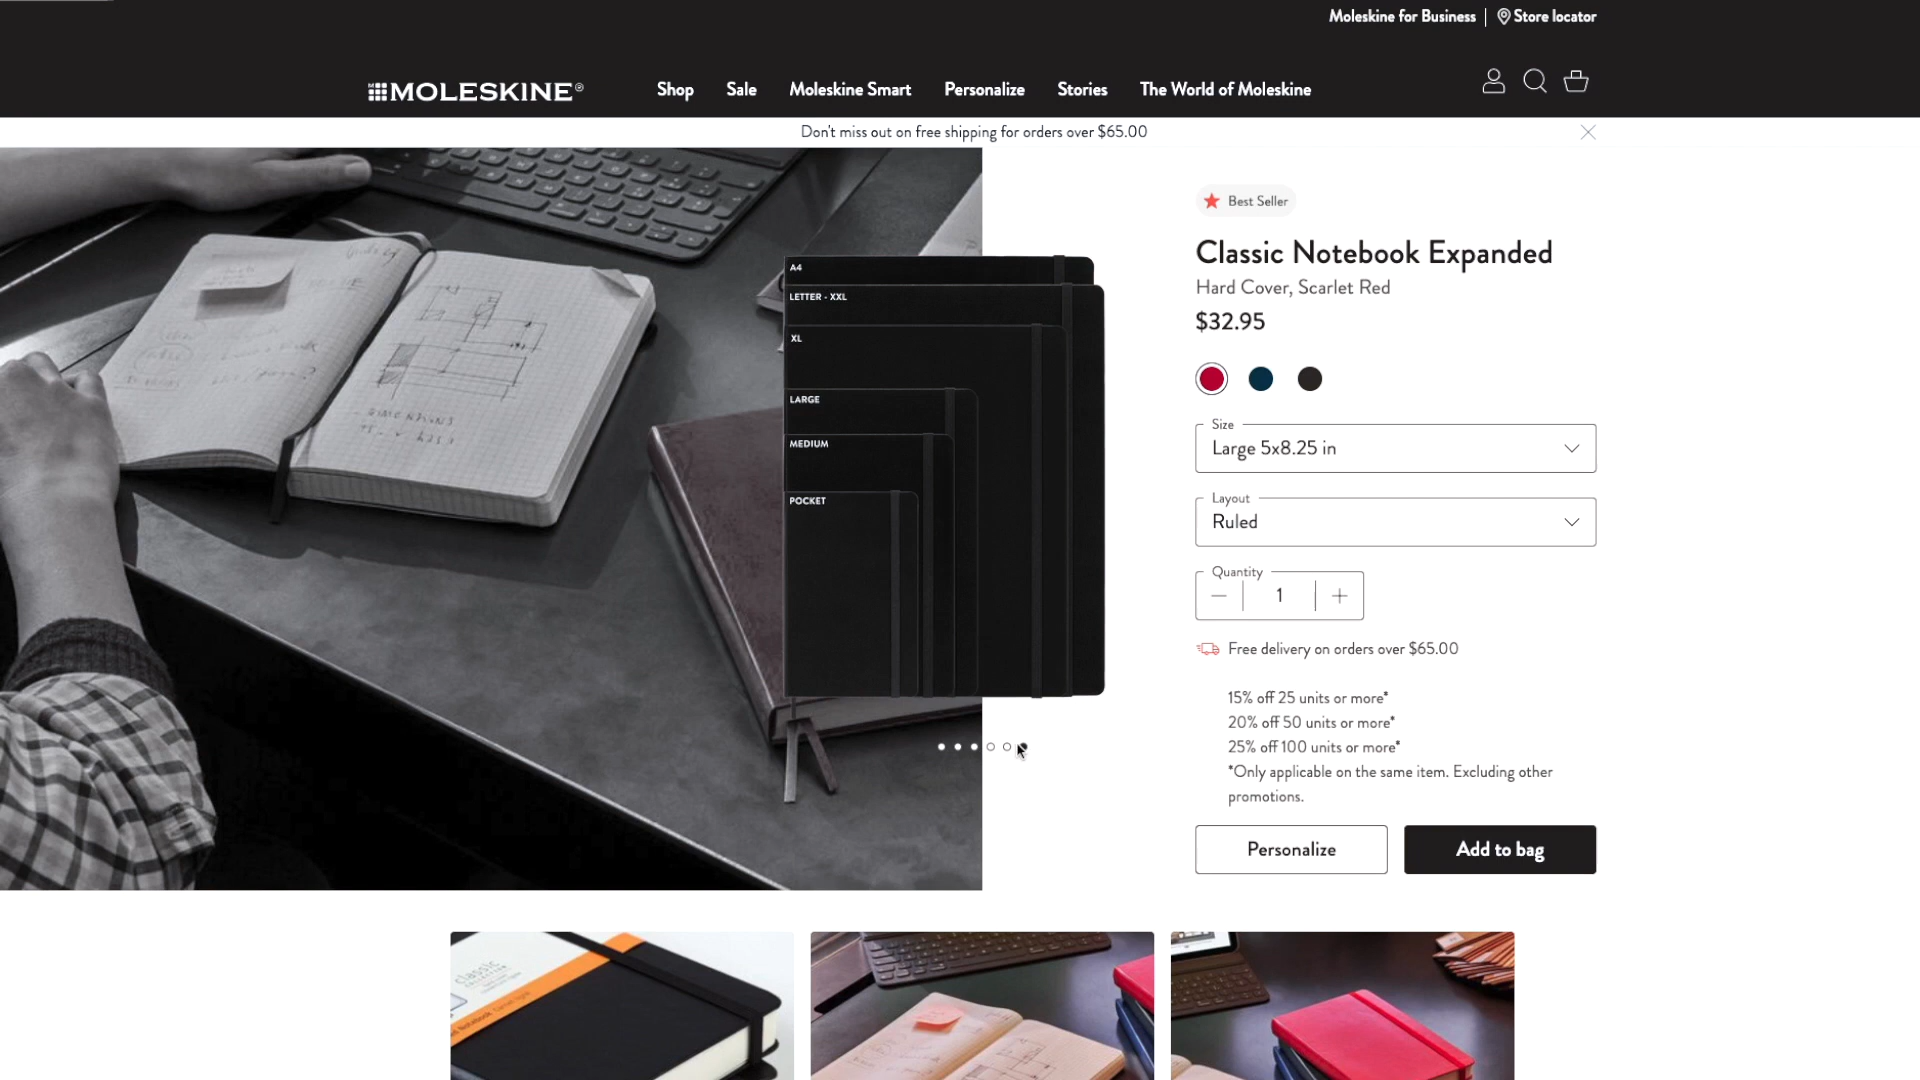 Moleskine for Business
Store locator
MOLESKINE®
Shop
Sale
Moleskine Smart
Personalize
Stories
The World of Moleskine
Don't miss out on free shipping for orders over $65.00
A4
LETTER - XXL
XL
LARGE
MEDIUM
POCKET
DIMENSIONS
Best Seller
Classic Notebook Expanded
Hard Cover, Scarlet Red
$32.95
Size
Large 5x8.25 in
Layout
Ruled
Quantity
1
Free delivery on orders over $65.00
15% off 25 units or more*
20% off 50 units or more*
25% off 100 units or more*
*Only applicable on the same item. Excluding other
promotions.
Personalize
Add to bag
classic
COLLECTION